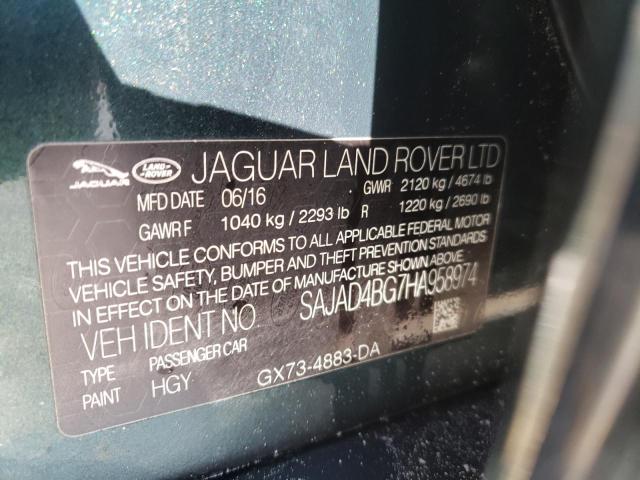 JAGUAR LAND-ROVER JAGUAR LAND ROVER LTD
MFD DATE 06/16 GWR 2120 kg / 4674 lb
GAWR F 1040 kg / 2293 lb R 1220 kg / 2690 lb
THIS VEHICLE CONFORMS TO ALL APPLICABLE FEDERAL MOTOR
VEHICLE SAFETY, BUMPER AND THEFT PREVENTION STANDARDS
IN EFFECT ON THE DATE OF MANUFACTURE SHOWN ABOVE.
VEH IDENT NO SAJAD4BG7HA958974
TYPE PASSENGER CAR
PAINT HGY GX73-4883-DA